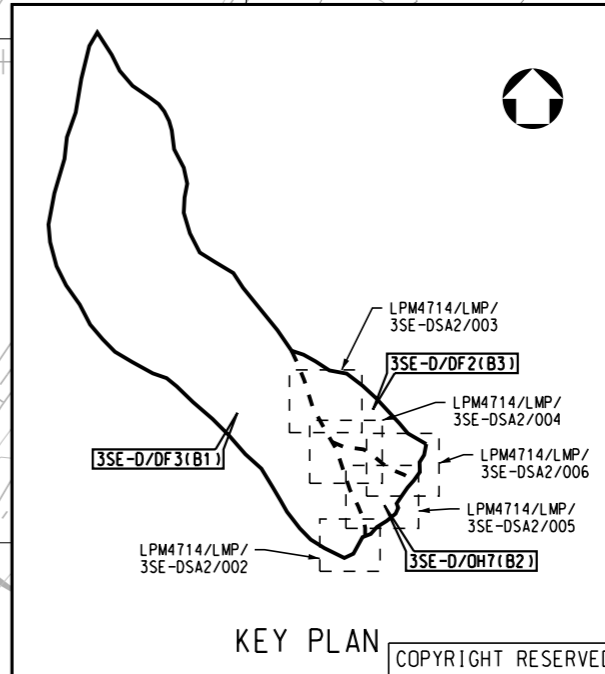 LPM4714/LMP/
3SE-DSA2/003
3SE-D/DF2(B3)
LPM4714/LMP/
3SE-DSA2/004
3SE-D/DF3(B1)
LPM4714/LMP/
3SE-DSA2/006
LPM4714/LMP/
3SE-DSA2/005
LPM4714/LMP/
3SE-DSA2/002
3SE-D/OH7(B2)
KEY PLAN
COPYRIGHT RESERVED